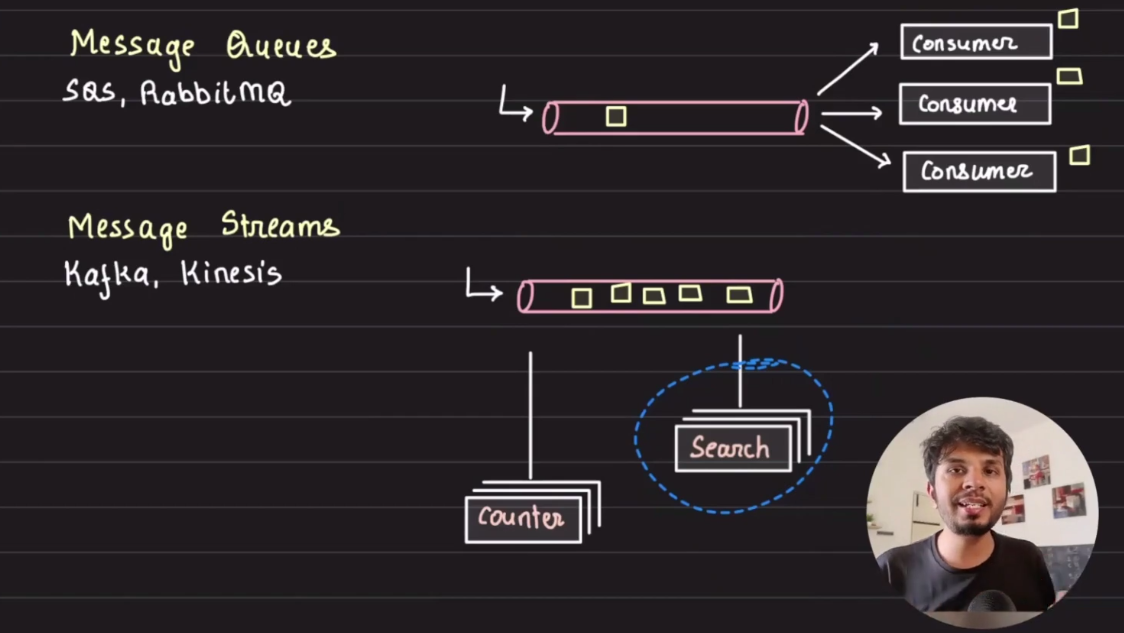 Message Queues
SQS, RabbitMQ
Consumer
Consumer
Consumer
Message Streams
Kafka, Kinesis
Search
Counter